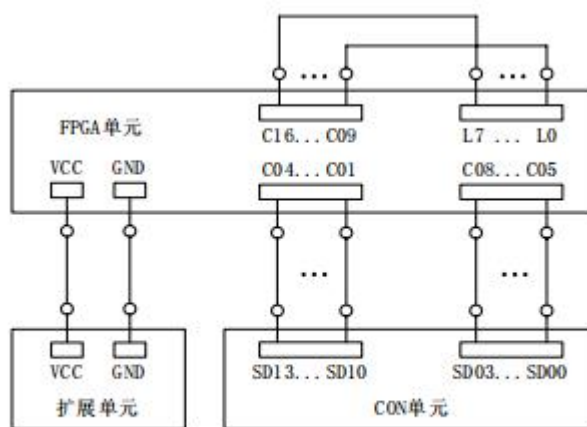 FPGA单元
C16...C09
L7 ... L0
VCC GND
C04...C01
C08...C05
VCC GND
SD13...SD10
SD03...SD00
扩展单元
CON单元